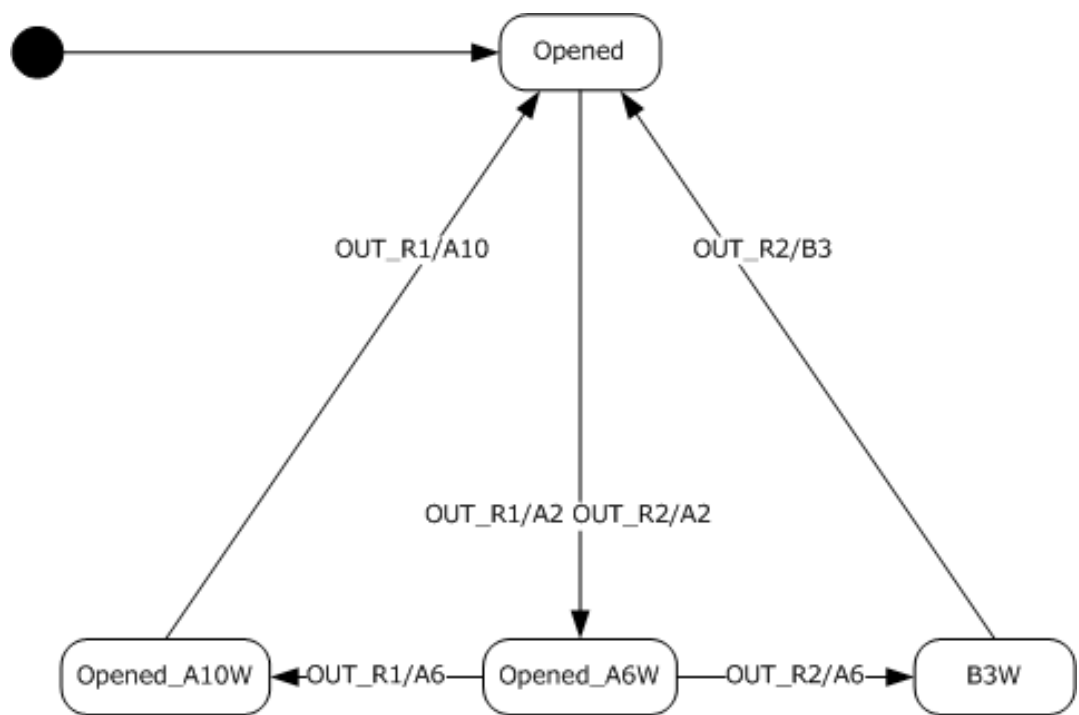 Opened
OUT_R1/A10
OUT_R2/B3
OUT_R1/A2 OUT_R2/A2
Opened_A10W
OUT_R1/A6
Opened_A6W
OUT_R2/A6
B3W